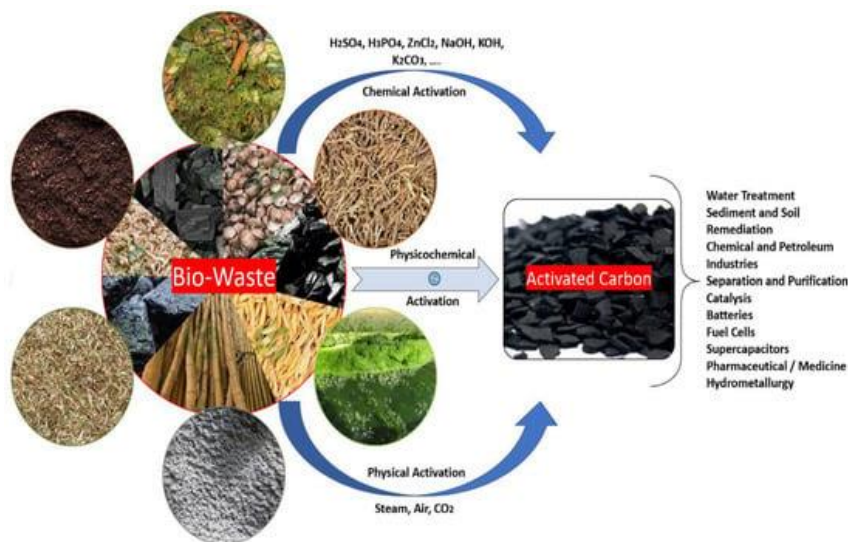 H₂SO₄, H₃PO₄, ZnCl₂, NaOH, KOH,
K₂CO₃, ....
Chemical Activation
Bio-Waste
Physicochemical
Activation
Activated Carbon
Physical Activation
Steam, Air, CO₂
Water Treatment
Sediment and Soil
Remediation
Chemical and Petroleum
Industries
Separation and Purification
Catalysis
Batteries
Fuel Cells
Supercapacitors
Pharmaceutical / Medicine
Hydrometallurgy